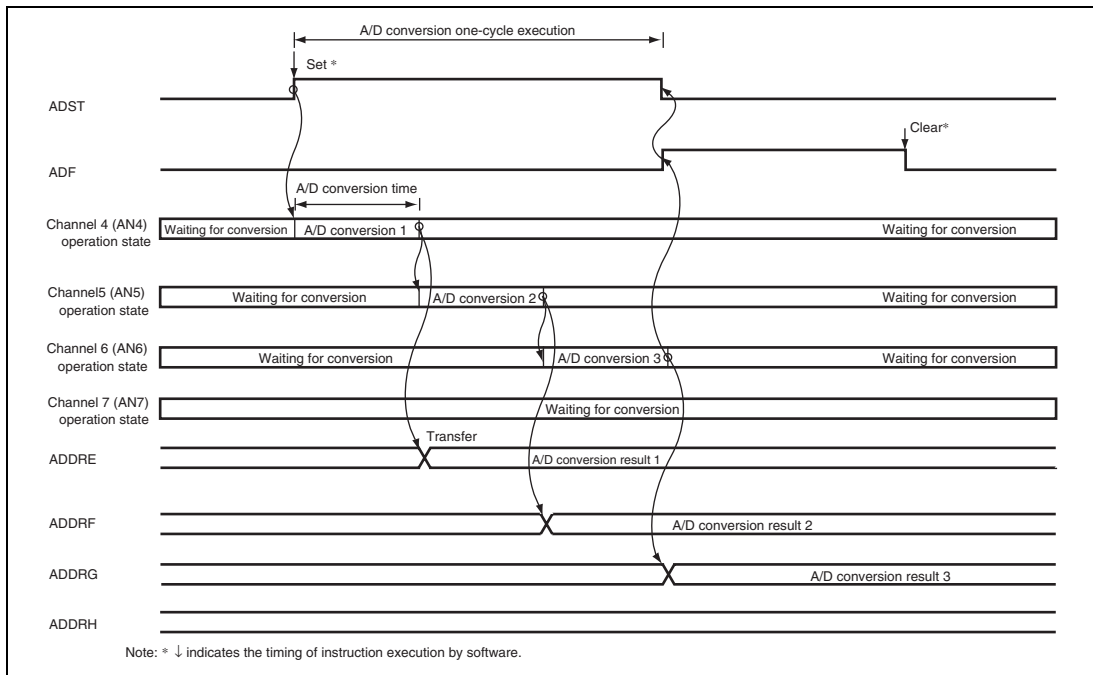 A/D conversion one-cycle execution
Set *
ADST
Clear*
ADF
A/D conversion time
Channel 4 (AN4)
operation state
Waiting for conversion
A/D conversion 1
Waiting for conversion
Channel5 (AN5)
operation state
Waiting for conversion
A/D conversion 2
Waiting for conversion
Channel 6 (AN6)
operation state
Waiting for conversion
A/D conversion 3
Waiting for conversion
Channel 7 (AN7)
operation state
Waiting for conversion
Transfer
ADDRE
A/D conversion result 1
ADDRF
A/D conversion result 2
ADDRG
A/D conversion result 3
ADDRH
Note: * ↓ indicates the timing of instruction execution by software.